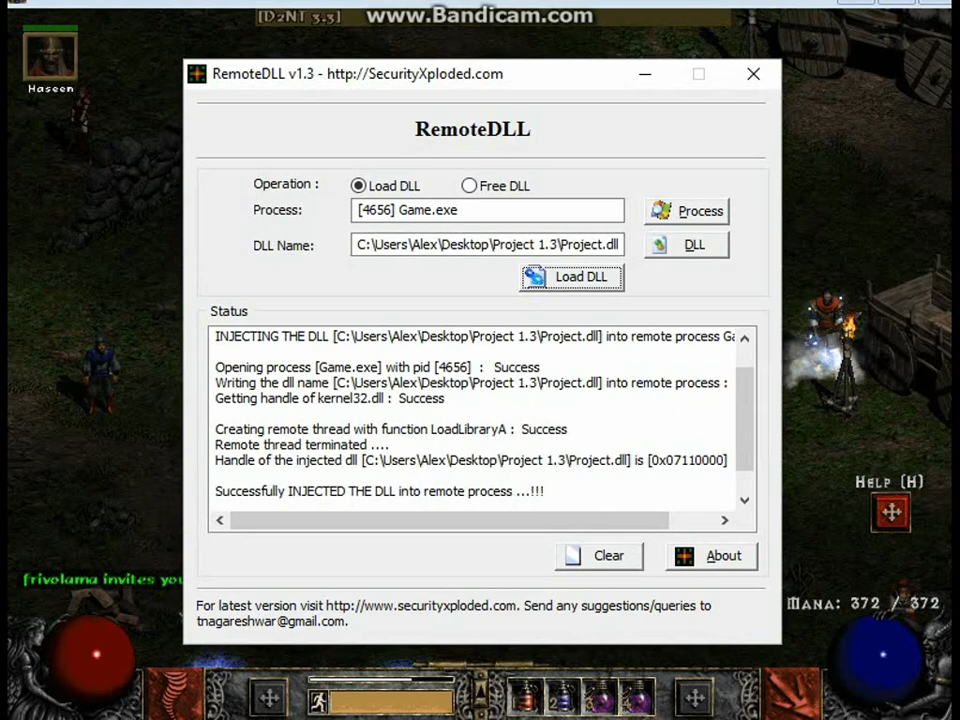 [D2NT 3.3]
www.Bandicam.com
Haseen
RemoteDLL v1.3 - http://SecurityXploded.com
RemoteDLL
Operation :
Load DLL
Free DLL
Process:
[4656] Game.exe
Process
DLL Name:
C:\Users\Alex\Desktop\Project 1.3\Project.dll
DLL
Load DLL
Status
INJECTING THE DLL [C:\Users\Alex\Desktop\Project 1.3\Project.dll] into remote process Ga
Opening process [Game.exe] with pid [4656] : Success
Writing the dll name [C:\Users\Alex\Desktop\Project 1.3\Project.dll] into remote process :
Getting handle of kernel32.dll : Success
Creating remote thread with function LoadLibraryA : Success
Remote thread terminated ....
Handle of the injected dll [C:\Users\Alex\Desktop\Project 1.3\Project.dll] is [0x07110000]
Successfully INJECTED THE DLL into remote process ...!!!
Help (H)
Clear
About
frivolama invites you
For latest version visit http://www.securityxploded.com. Send any suggestions/queries to
tnagareshwar@gmail.com.
Mana: 372 / 372